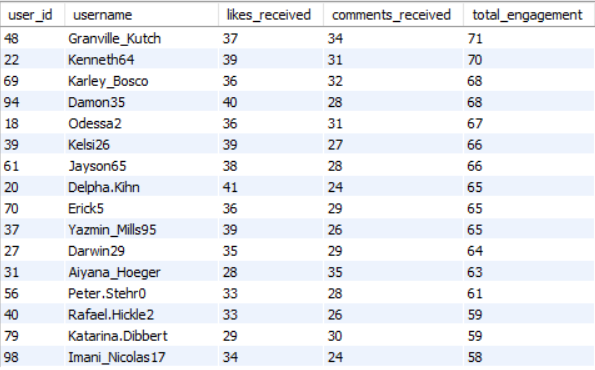 user_id username likes_received comments_received total_engagement
48 Granville_Kutch 37 34 71
22 Kenneth64 39 31 70
69 Karley_Bosco 36 32 68
94 Damon35 40 28 68
18 Odessa2 36 31 67
39 Kelsi26 39 27 66
61 Jayson65 38 28 66
20 Delpha.Kihn 41 24 65
70 Erick5 36 29 65
37 Yazmin_Mills95 39 26 65
27 Darwin29 35 29 64
31 Aiyana_Hoeger 28 35 63
56 Peter.Stehr0 33 28 61
40 Rafael.Hickle2 33 26 59
79 Katarina.Dibbert 29 30 59
98 Imani_Nicolas17 34 24 58